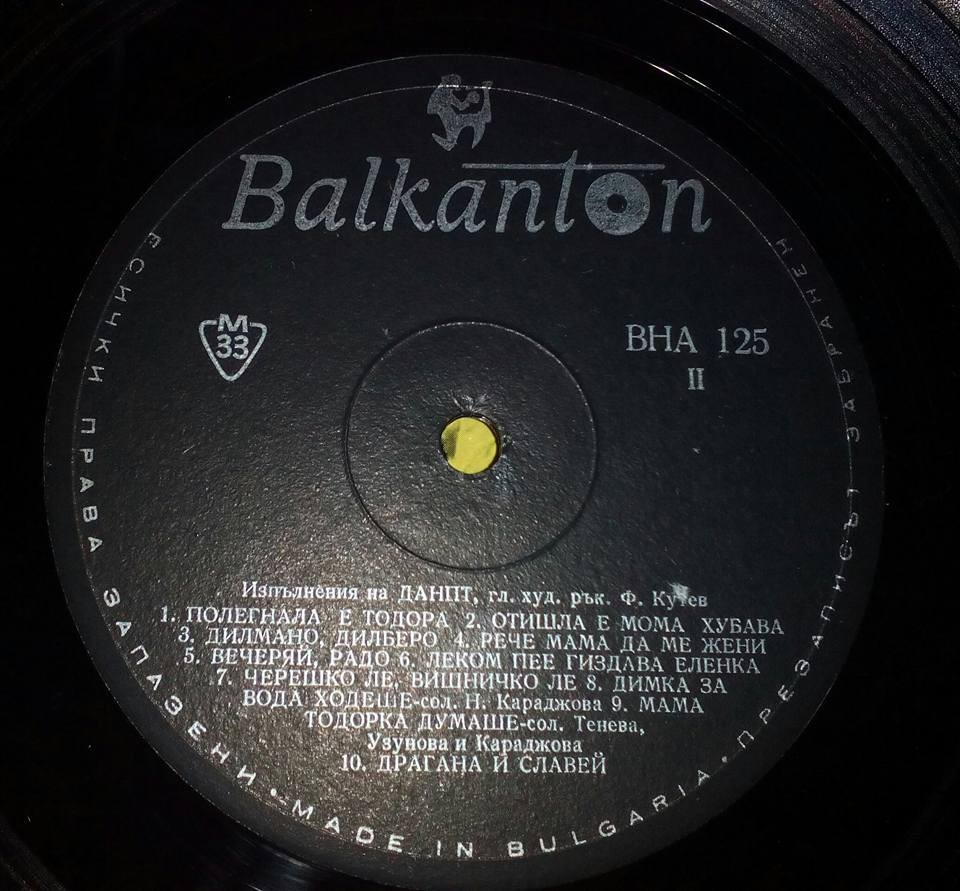 Balkanton
M
33
ВНА 125
II
Изпълнения на ДАНПТ, гл. худ. рък. Ф. Кутев
1. ПОЛЕГНАЛА Е ТОДОРА 2. ОТИШЛА Е МОМА ХУБАВА
3. ДИЛМАНО, ДИЛБЕРО 4. РЕЧЕ МАМА ДА МЕ ЖЕНИ
5. ВЕЧЕРЯЙ, РАДО 6. ЛЕКОМ ПЕЕ ГИЗДАВА ЕЛЕНКА
7. ЧЕРЕШКО ЛЕ, ВИШНИЧКО ЛЕ 8. ДИМКА ЗА
ВОДА ХОДЕШЕ-сол. Н. Караджова 9. МАМА
ТОДОРКА ДУМАШЕ-сол. Тенева,
Узунова и Караджова
10. ДРАГАНА И СЛАВЕЙ
ВСИЧКИ ПРАВА ЗАПАЗЕНИ • MADE IN BULGARIA • ПРЕЗАПИСЪТ ЗАБРАНЕН